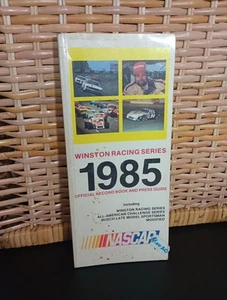 WINSTON RACING SERIES
1985
OFFICIAL RECORD BOOK AND PRESS GUIDE
including
WINSTON RACING SERIES
ALL-AMERICAN CHALLENGE SERIES
BUSCH LATE MODEL SPORTSMAN
MODIFIED
NASCAR